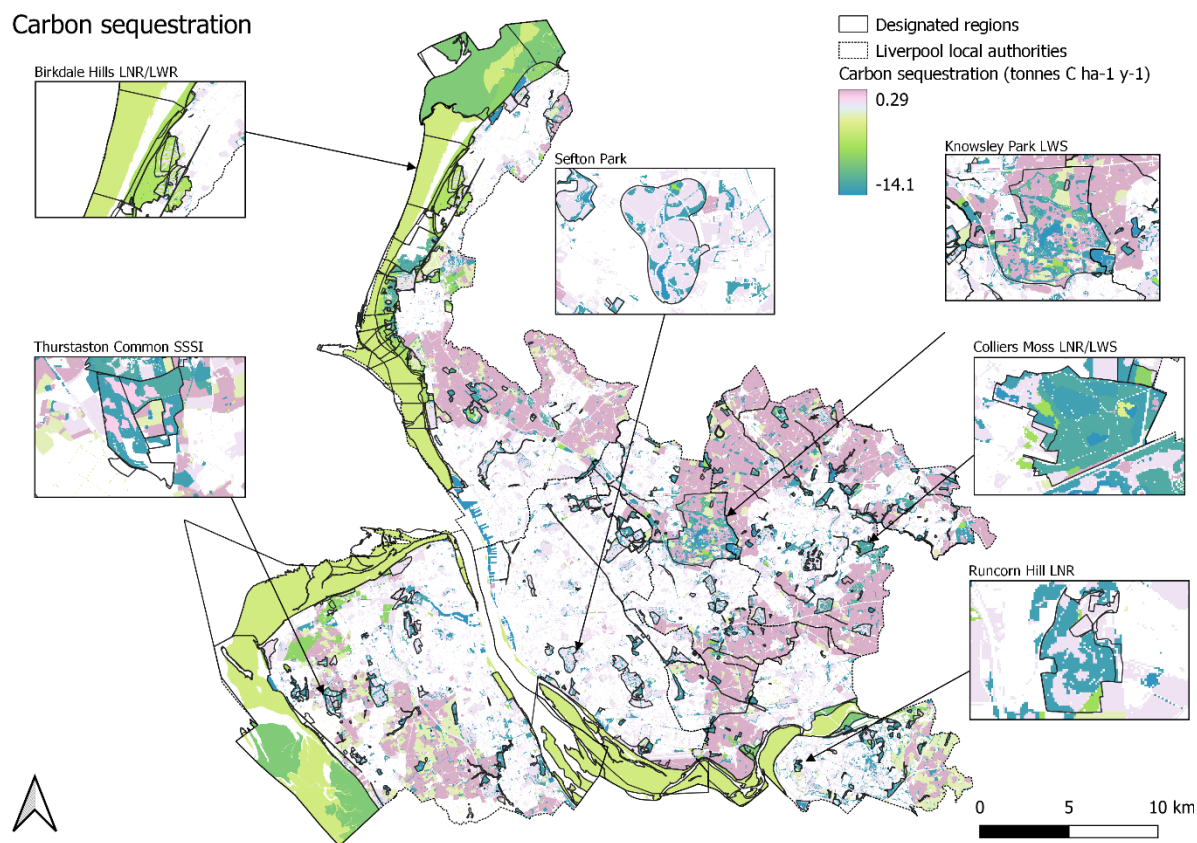 Carbon sequestration
Designated regions
Liverpool local authorities
Carbon sequestration (tonnes C ha-1 y-1)
0.29
-14.1
Birkdale Hills LNR/LWR
Sefton Park
Knowsley Park LWS
Thurstaston Common SSSI
Colliers Moss LNR/LWS
Runcorn Hill LNR
0 5 10 km